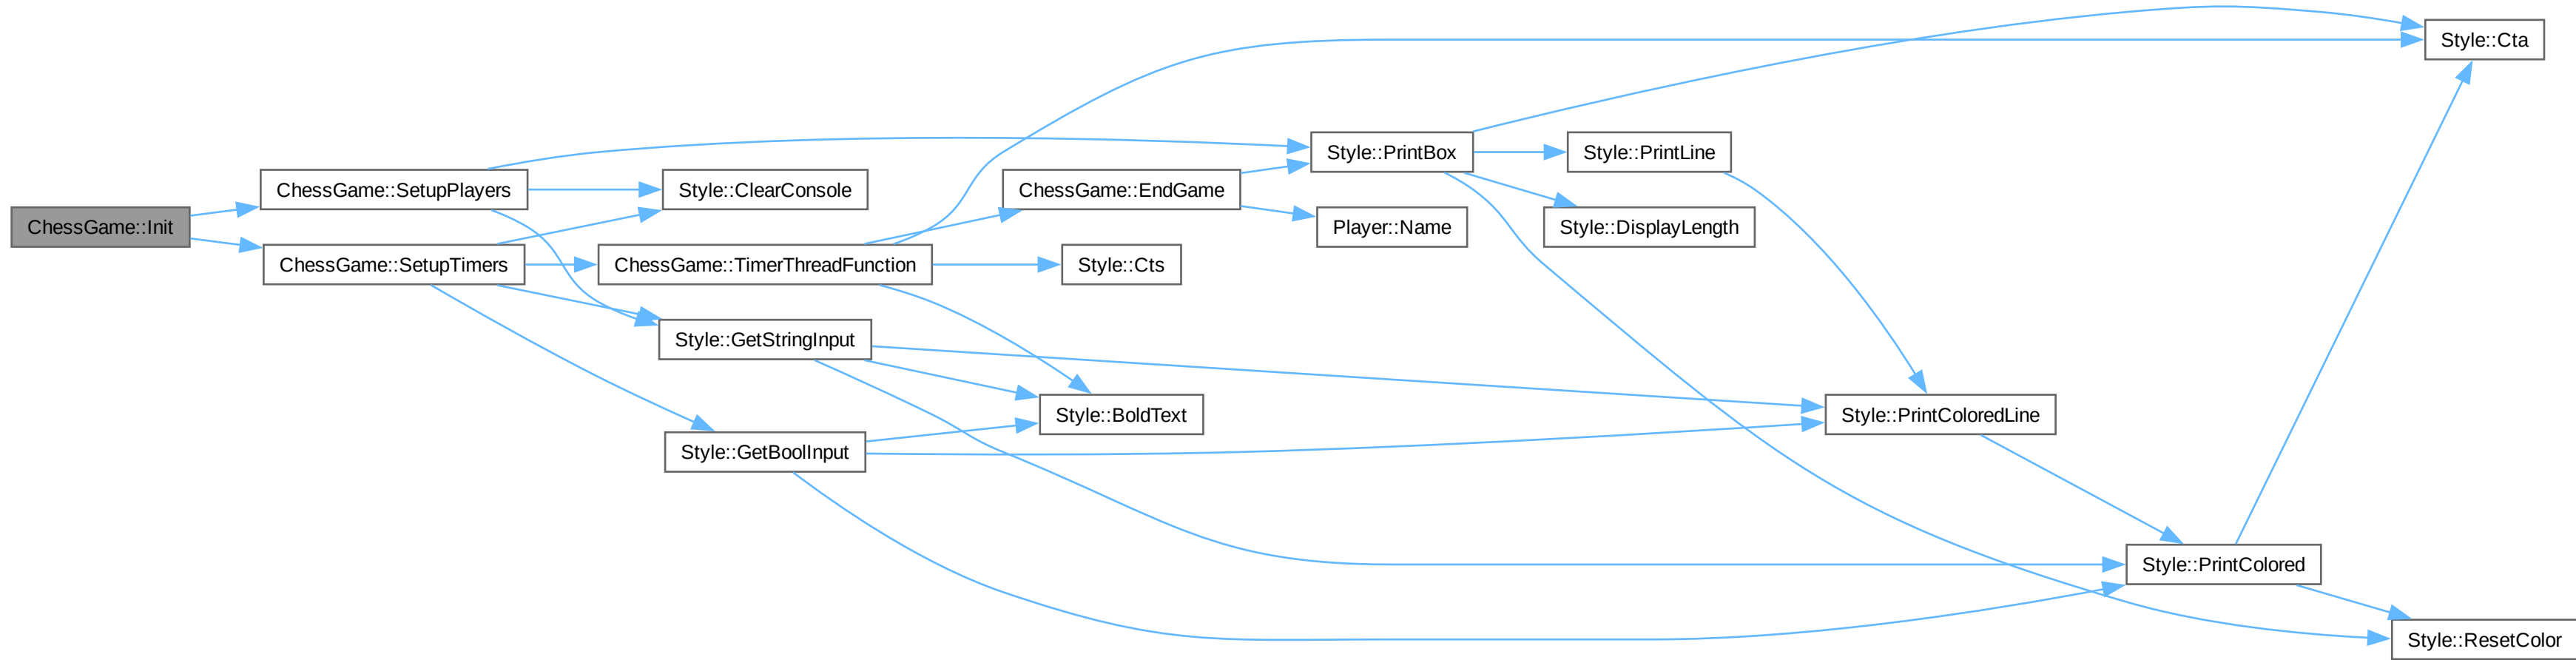 ChessGame::Init
ChessGame::SetupPlayers
ChessGame::SetupTimers
Style::ClearConsole
ChessGame::TimerThreadFunction
Style::GetStringInput
Style::GetBoolInput
ChessGame::EndGame
Style::Cts
Style::BoldText
Style::PrintBox
Player::Name
Style::PrintLine
Style::DisplayLength
Style::PrintColoredLine
Style::PrintColored
Style::Cta
Style::ResetColor